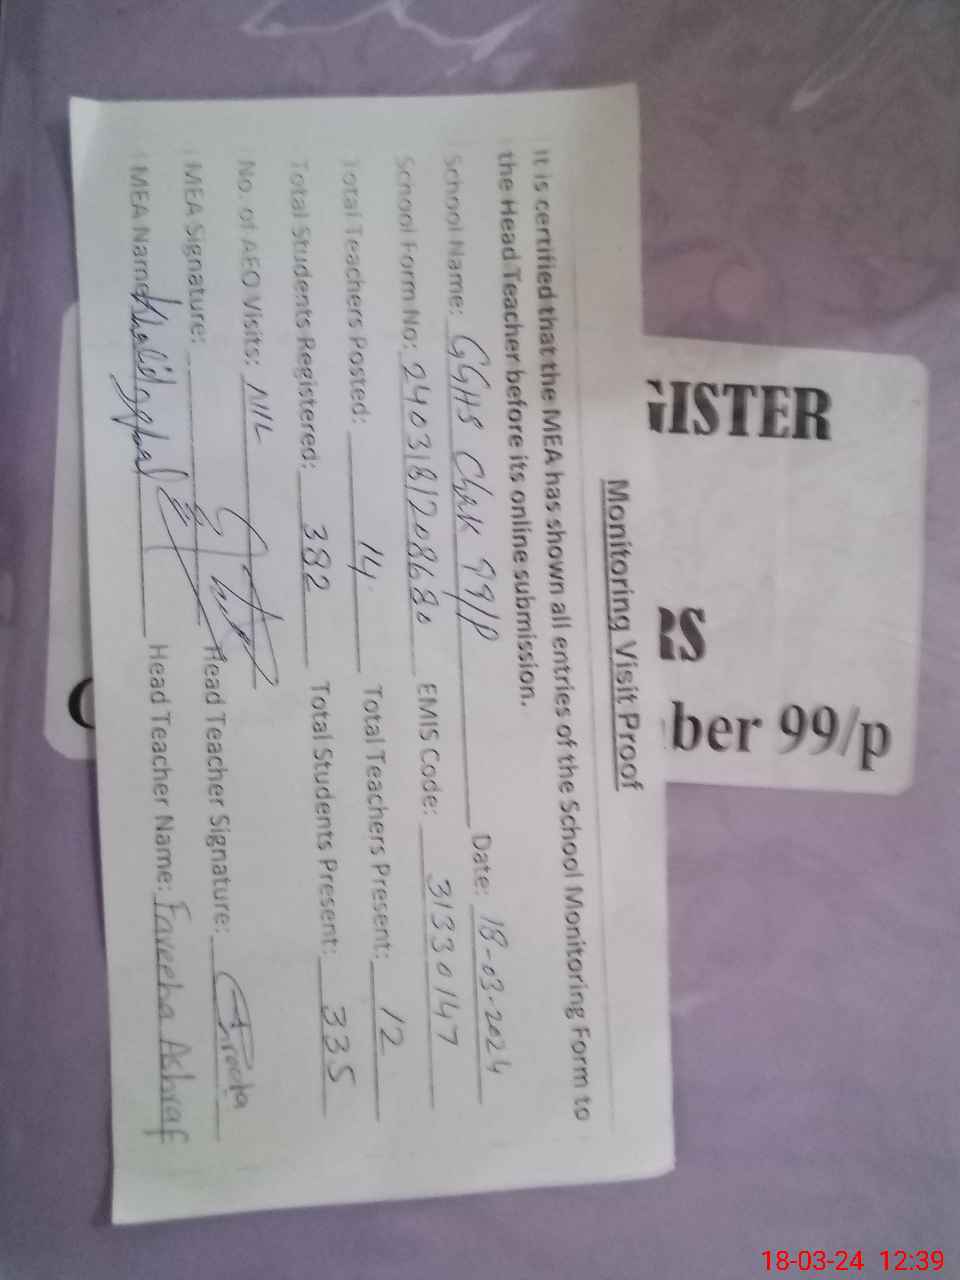 Monitoring Visit Proof
It is certified that the MEA has shown all entries of the School Monitoring Form to
the Head Teacher before its online submission.
School Name: GGHS Chak 99/P Date: 18-03-2024
School Form No: 2403181208680 EMIS Code: 31330147
Total Teachers Posted: 14 Total Teachers Present: 12
Total Students Registered: 382 Total Students Present: 335
No. of AEO Visits: NIL
MEA Signature: Head Teacher Signature:
MEA Name: Khalid Iqbal Head Teacher Name: Fareeha Ashraf
GISTER
RS
ber 99/p
18-03-24 12:39